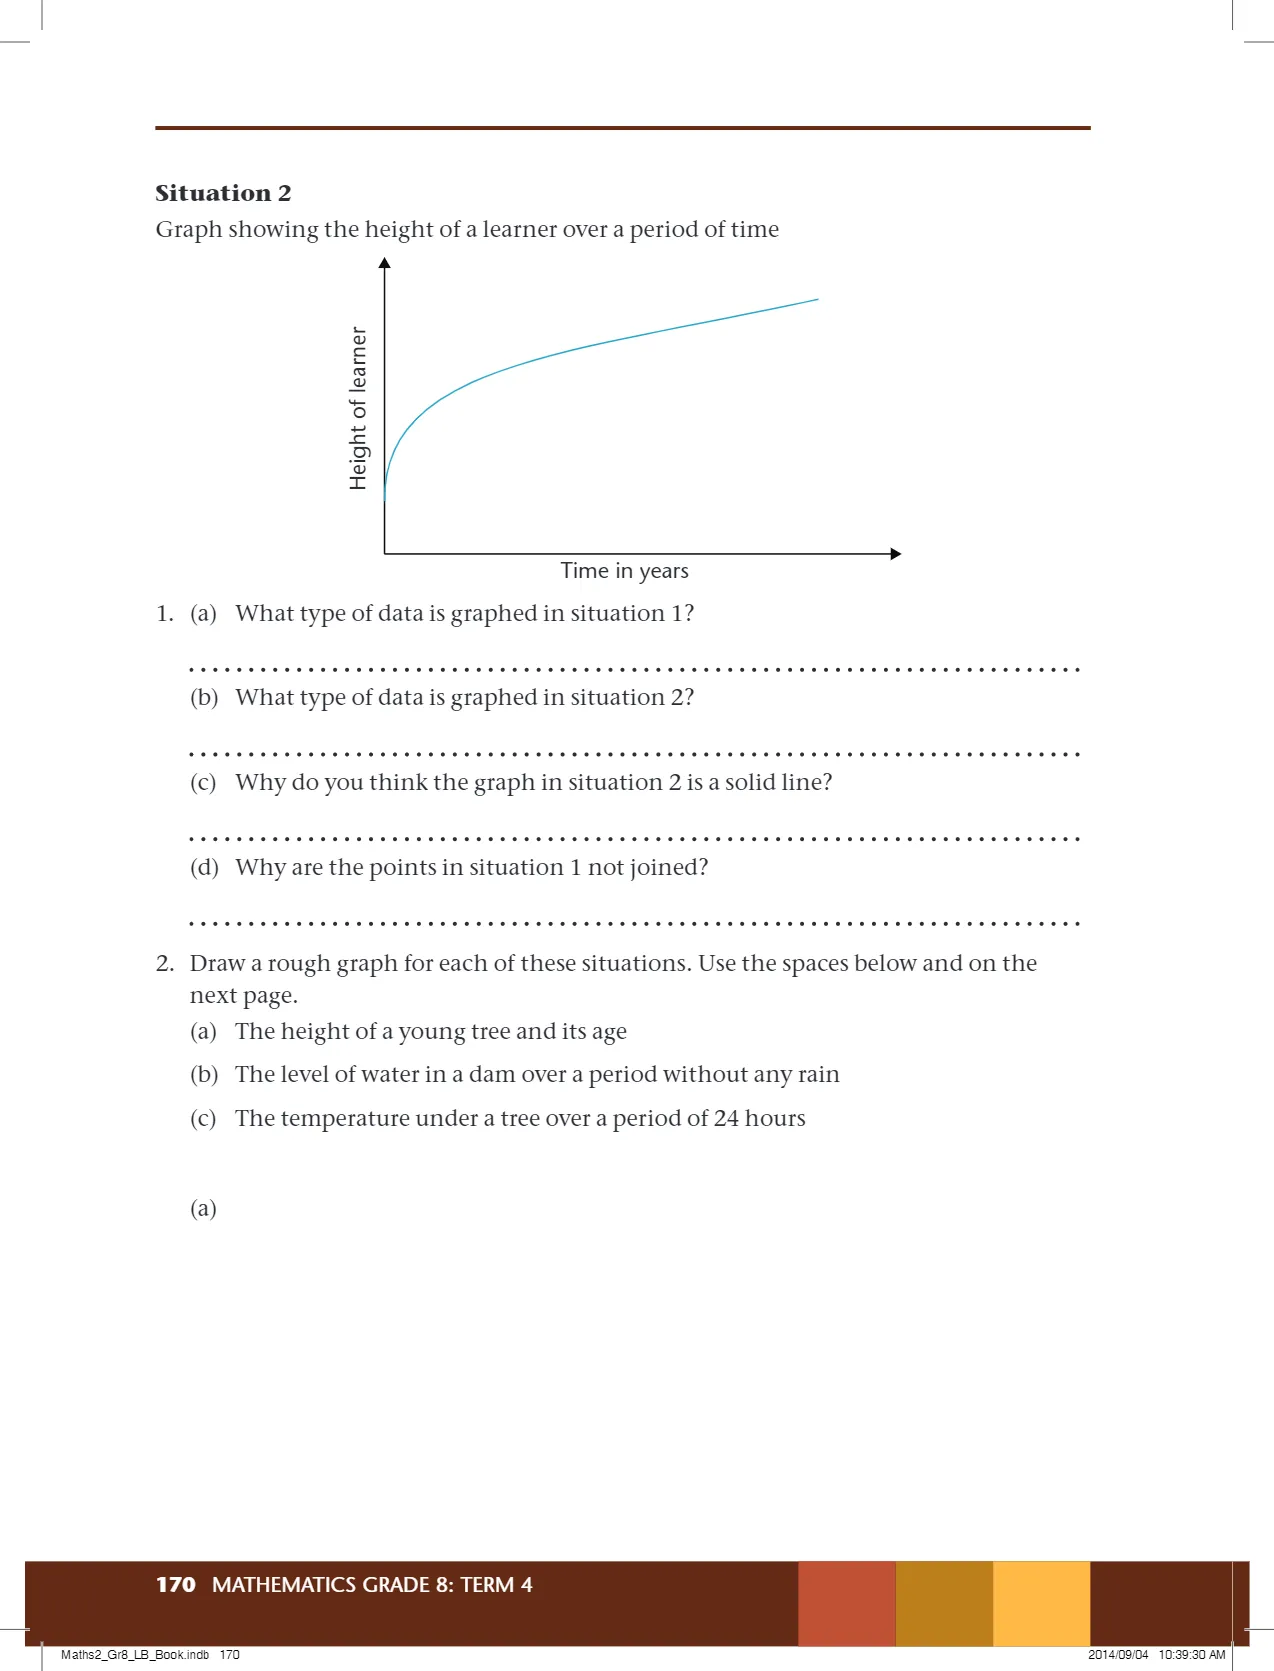 Situation 2
Graph showing the height of a learner over a period of time
Height of learner
Time in years
1. (a) What type of data is graphed in situation 1?
(b) What type of data is graphed in situation 2?
(c) Why do you think the graph in situation 2 is a solid line?
(d) Why are the points in situation 1 not joined?
2. Draw a rough graph for each of these situations. Use the spaces below and on the
next page.
(a) The height of a young tree and its age
(b) The level of water in a dam over a period without any rain
(c) The temperature under a tree over a period of 24 hours
(a)
170 MATHEMATICS GRADE 8: TERM 4
Maths2_Gr8_LB_Book.indb 170
2014/09/04 10:39:30 AM